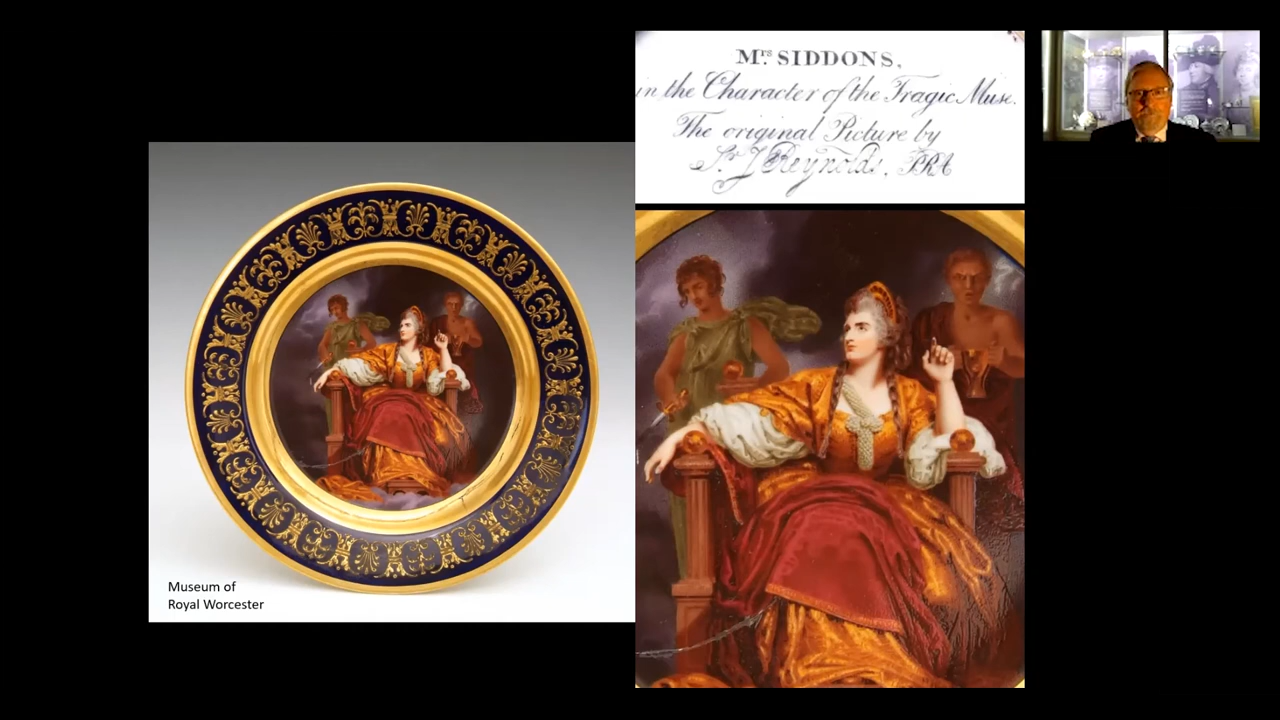 Mrs. SIDDONS,
in the Character of the Tragic Muse.
The original Picture by
Sr. J Reynolds, PRA
Museum of
Royal Worcester